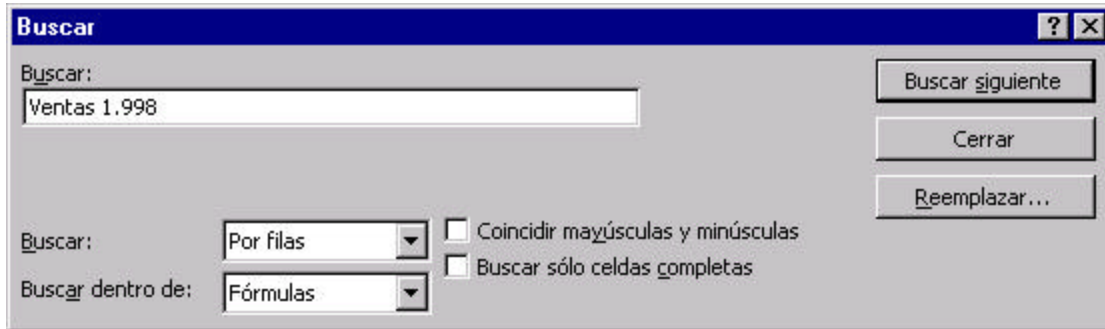 Buscar
Buscar:
Ventas 1.998
Buscar siguiente
Cerrar
Reemplazar...
Buscar:
Por filas
Coincidir mayúsculas y minúsculas
Buscar sólo celdas completas
Buscar dentro de:
Fórmulas